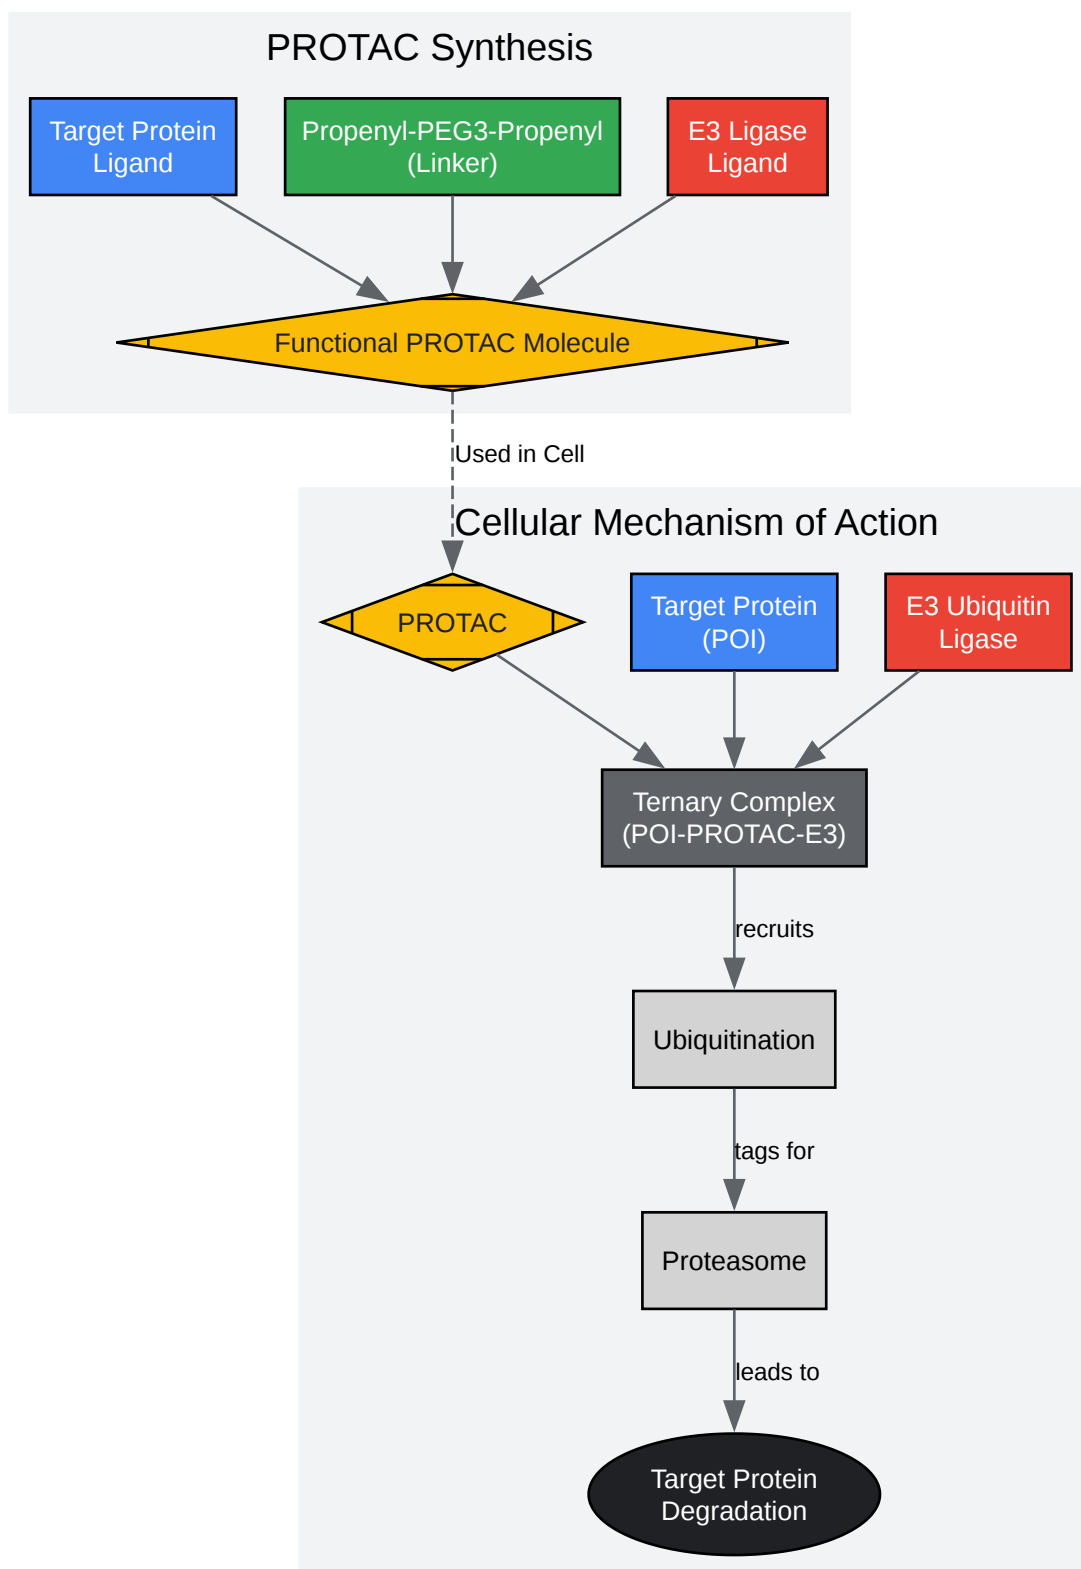 PROTAC Synthesis
Target Protein
Ligand
Propenyl-PEG3-Propenyl
(Linker)
E3 Ligase
Ligand
Functional PROTAC Molecule
Used in Cell
Cellular Mechanism of Action
PROTAC
Target Protein
(POI)
E3 Ubiquitin
Ligase
Ternary Complex
(POI-PROTAC-E3)
recruits
Ubiquitination
tags for
Proteasome
leads to
Target Protein
Degradation